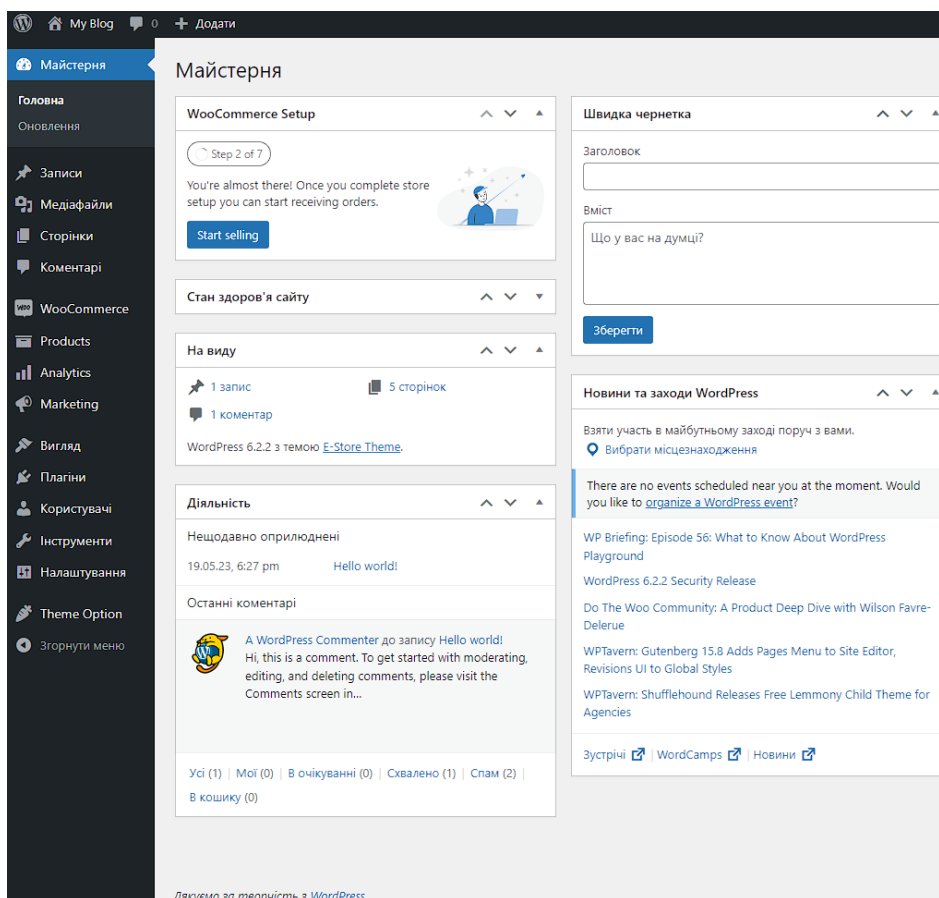 My Blog 0 Додати
Майстерня
Головна
Оновлення
Записи
Медіафайли
Сторінки
Коментарі
WooCommerce
Products
Analytics
Marketing
Вигляд
Плагіни
Користувачі
Інструменти
Налаштування
Theme Option
Згорнути меню
Майстерня
WooCommerce Setup
Step 2 of 7
You're almost there! Once you complete store
setup you can start receiving orders.
Start selling
Стан здоров'я сайту
На виду
1 запис 5 сторінок
1 коментар
WordPress 6.2.2 з темою E-Store Theme.
Діяльність
Нещодавно оприлюднені
19.05.23, 6:27 pm Hello world!
Останні коментарі
A WordPress Commenter до запису Hello world!
Hi, this is a comment. To get started with moderating,
editing, and deleting comments, please visit the
Comments screen in…
Усі (1) | Мої (0) | В очікуванні (0) | Схвалено (1) | Спам (2) |
В кошику (0)
Швидка чернетка
Заголовок
Вміст
Що у вас на думці?
Зберегти
Новини та заходи WordPress
Взяти участь в майбутньому заході поруч з вами.
Вибрати місцезнаходження
There are no events scheduled near you at the moment. Would
you like to organize a WordPress event?
WP Briefing: Episode 56: What to Know About WordPress
Playground
WordPress 6.2.2 Security Release
Do The Woo Community: A Product Deep Dive with Wilson Favre-
Delerue
WPTavern: Gutenberg 15.8 Adds Pages Menu to Site Editor,
Revisions UI to Global Styles
WPTavern: Shufflehound Releases Free Lemmony Child Theme for
Agencies
Зустрічі | WordCamps | Новини
Дякуємо за творчість з WordPress